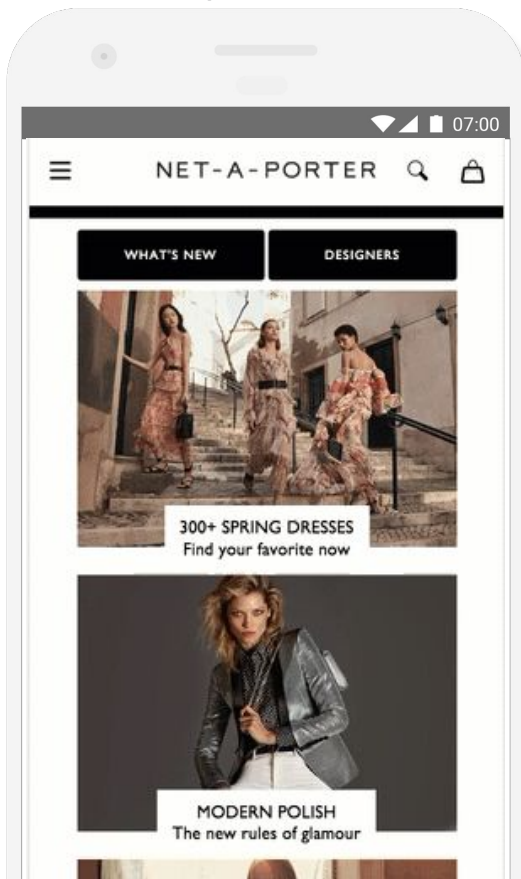 07:00
NET-A-PORTER
WHAT'S NEW
DESIGNERS
300+ SPRING DRESSES
Find your favorite now
MODERN POLISH
The new rules of glamour